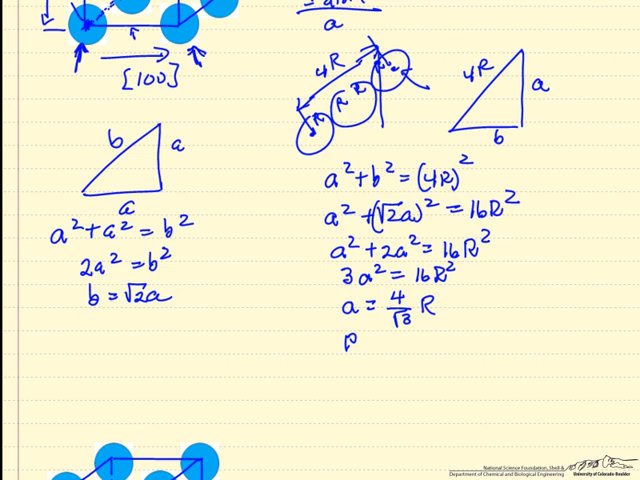 a
[100]
4R
R R R
4R
a
b
b
a
a
a² + a² = b²
2a² = b²
b = √2a
a² + b² = (4R)²
a² + (√2a)² = 16R²
a² + 2a² = 16R²
3a² = 16R²
a = 4/√3 R
National Science Foundation, Shell &
Department of Chemical and Biological Engineering
University of Colorado-Boulder